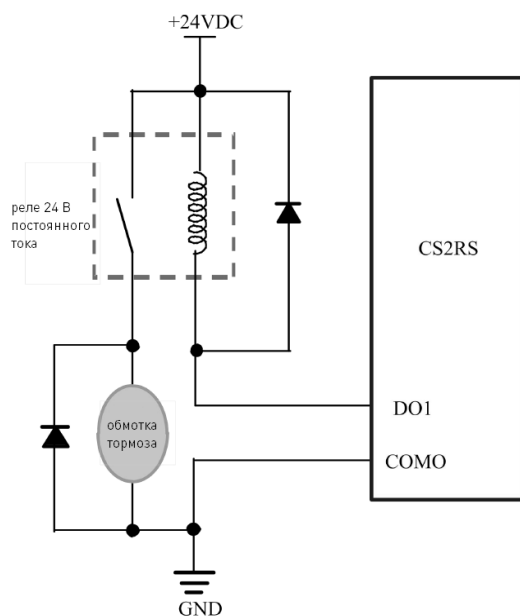 +24VDC
реле 24 В
постоянного
тока
CS2RS
обмотка
тормоза
DO1
COMO
GND